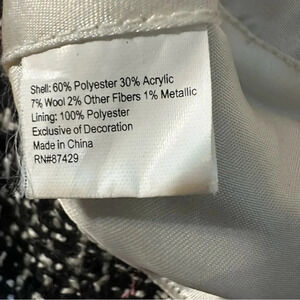 Shell: 60% Polyester 30% Acrylic
7% Wool 2% Other Fibers 1% Metallic
Lining: 100% Polyester
Exclusive of Decoration
Made in China
RN#87429